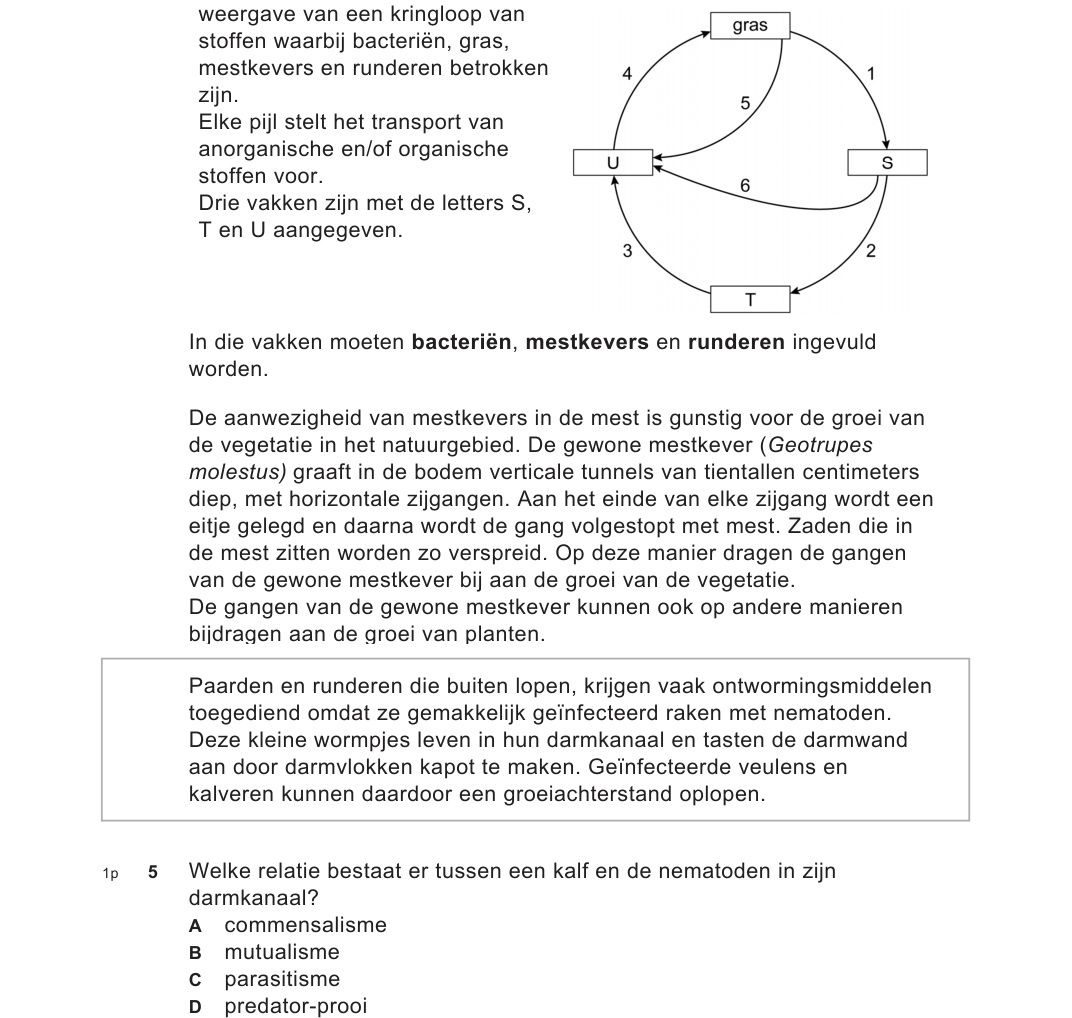 weergave van een kringloop van
stoffen waarbij bacteriën, gras,
mestkevers en runderen betrokken
zijn.
Elke pijl stelt het transport van
anorganische en/of organische
stoffen voor.
Drie vakken zijn met de letters S,
T en U aangegeven.
gras
4
1
5
U
S
6
3
2
T
In die vakken moeten bacteriën, mestkevers en runderen ingevuld
worden.
De aanwezigheid van mestkevers in de mest is gunstig voor de groei van
de vegetatie in het natuurgebied. De gewone mestkever (Geotrupes
molestus) graaft in de bodem verticale tunnels van tientallen centimeters
diep, met horizontale zijgangen. Aan het einde van elke zijgang wordt een
eitje gelegd en daarna wordt de gang volgestopt met mest. Zaden die in
de mest zitten worden zo verspreid. Op deze manier dragen de gangen
van de gewone mestkever bij aan de groei van de vegetatie.
De gangen van de gewone mestkever kunnen ook op andere manieren
bijdragen aan de groei van planten.
Paarden en runderen die buiten lopen, krijgen vaak ontwormingsmiddelen
toegediend omdat ze gemakkelijk geïnfecteerd raken met nematoden.
Deze kleine wormpjes leven in hun darmkanaal en tasten de darmwand
aan door darmvlokken kapot te maken. Geïnfecteerde veulens en
kalveren kunnen daardoor een groeiachterstand oplopen.
1p 5 Welke relatie bestaat er tussen een kalf en de nematoden in zijn
darmkanaal?
A commensalisme
B mutualisme
C parasitisme
D predator-prooi